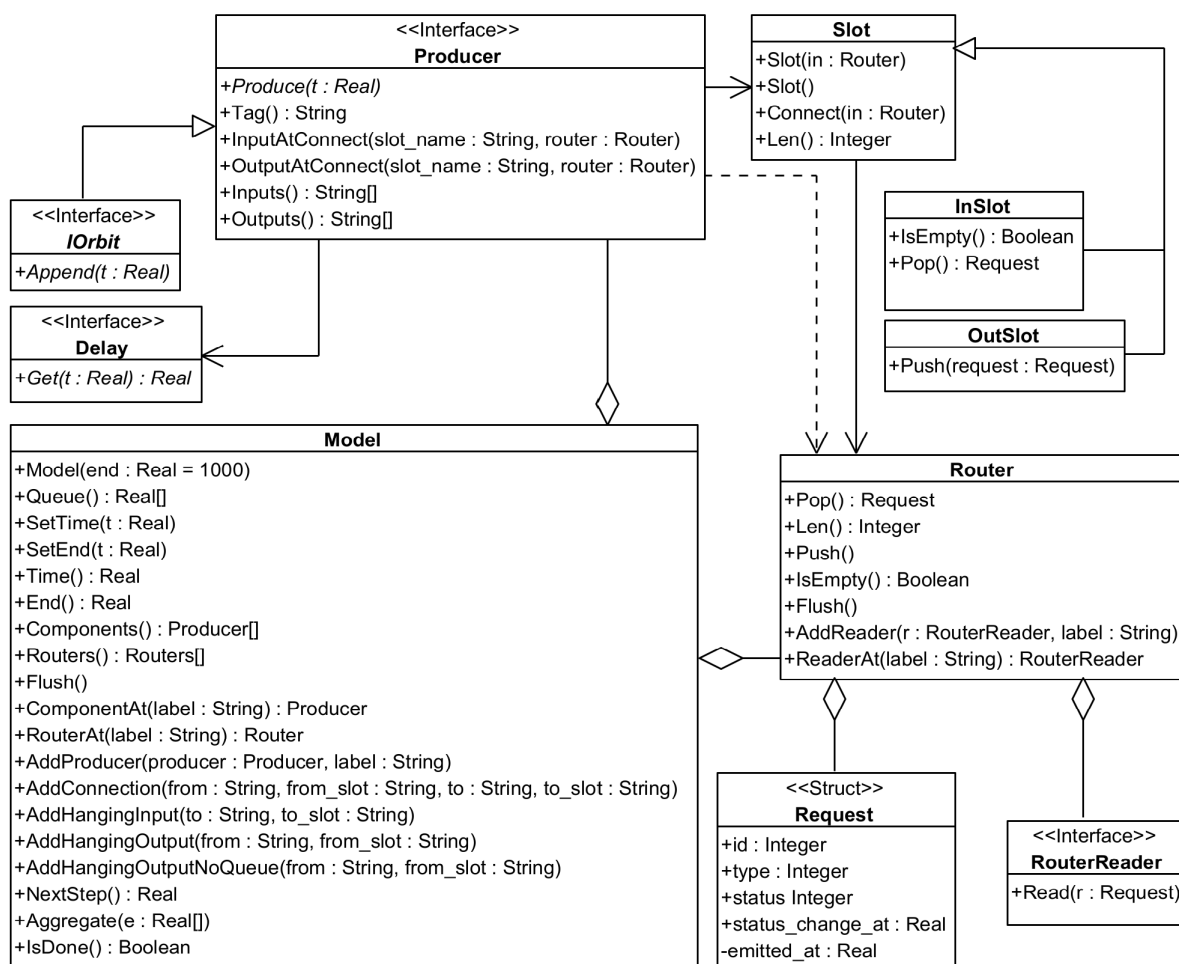 <<Interface>>
Producer
+Produce(t : Real)
+Tag() : String
+InputAtConnect(slot_name : String, router : Router)
+OutputAtConnect(slot_name : String, router : Router)
+Inputs() : String[]
+Outputs() : String[]
Slot
+Slot(in : Router)
+Slot()
+Connect(in : Router)
+Len() : Integer
<<Interface>>
IOrbit
+Append(t : Real)
InSlot
+IsEmpty() : Boolean
+Pop() : Request
<<Interface>>
Delay
+Get(t : Real) : Real
OutSlot
+Push(request : Request)
Model
+Model(end : Real = 1000)
+Queue() : Real[]
+SetTime(t : Real)
+SetEnd(t : Real)
+Time() : Real
+End() : Real
+Components() : Producer[]
+Routers() : Routers[]
+Flush()
+ComponentAt(label : String) : Producer
+RouterAt(label : String) : Router
+AddProducer(producer : Producer, label : String)
+AddConnection(from : String, from_slot : String, to : String, to_slot : String)
+AddHangingInput(to : String, to_slot : String)
+AddHangingOutput(from : String, from_slot : String)
+AddHangingOutputNoQueue(from : String, from_slot : String)
+NextStep() : Real
+Aggregate(e : Real[])
+IsDone() : Boolean
Router
+Pop() : Request
+Len() : Integer
+Push()
+IsEmpty() : Boolean
+Flush()
+AddReader(r : RouterReader, label : String)
+ReaderAt(label : String) : RouterReader
<<Struct>>
Request
+id : Integer
+type : Integer
+status Integer
+status_change_at : Real
-emitted_at : Real
<<Interface>>
RouterReader
+Read(r : Request)